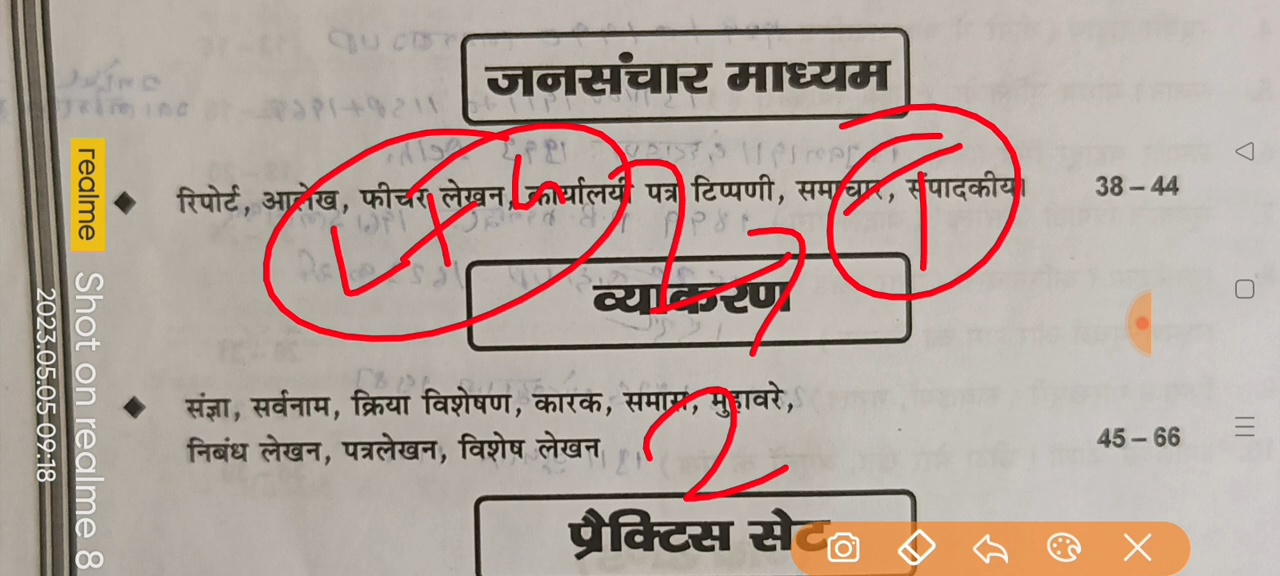 जनसंचार माध्यम
रिपोर्ट, आलेख, फीचर लेखन, कार्यालयी पत्र टिप्पणी, समाचार, संपादकीय। 38 – 44
व्याकरण
संज्ञा, सर्वनाम, क्रिया विशेषण, कारक, समास, मुहावरे,
निबंध लेखन, पत्रलेखन, विशेष लेखन 45 – 66
2
प्रैक्टिस सेट
realme Shot on realme 8
2023.05.05 09:18